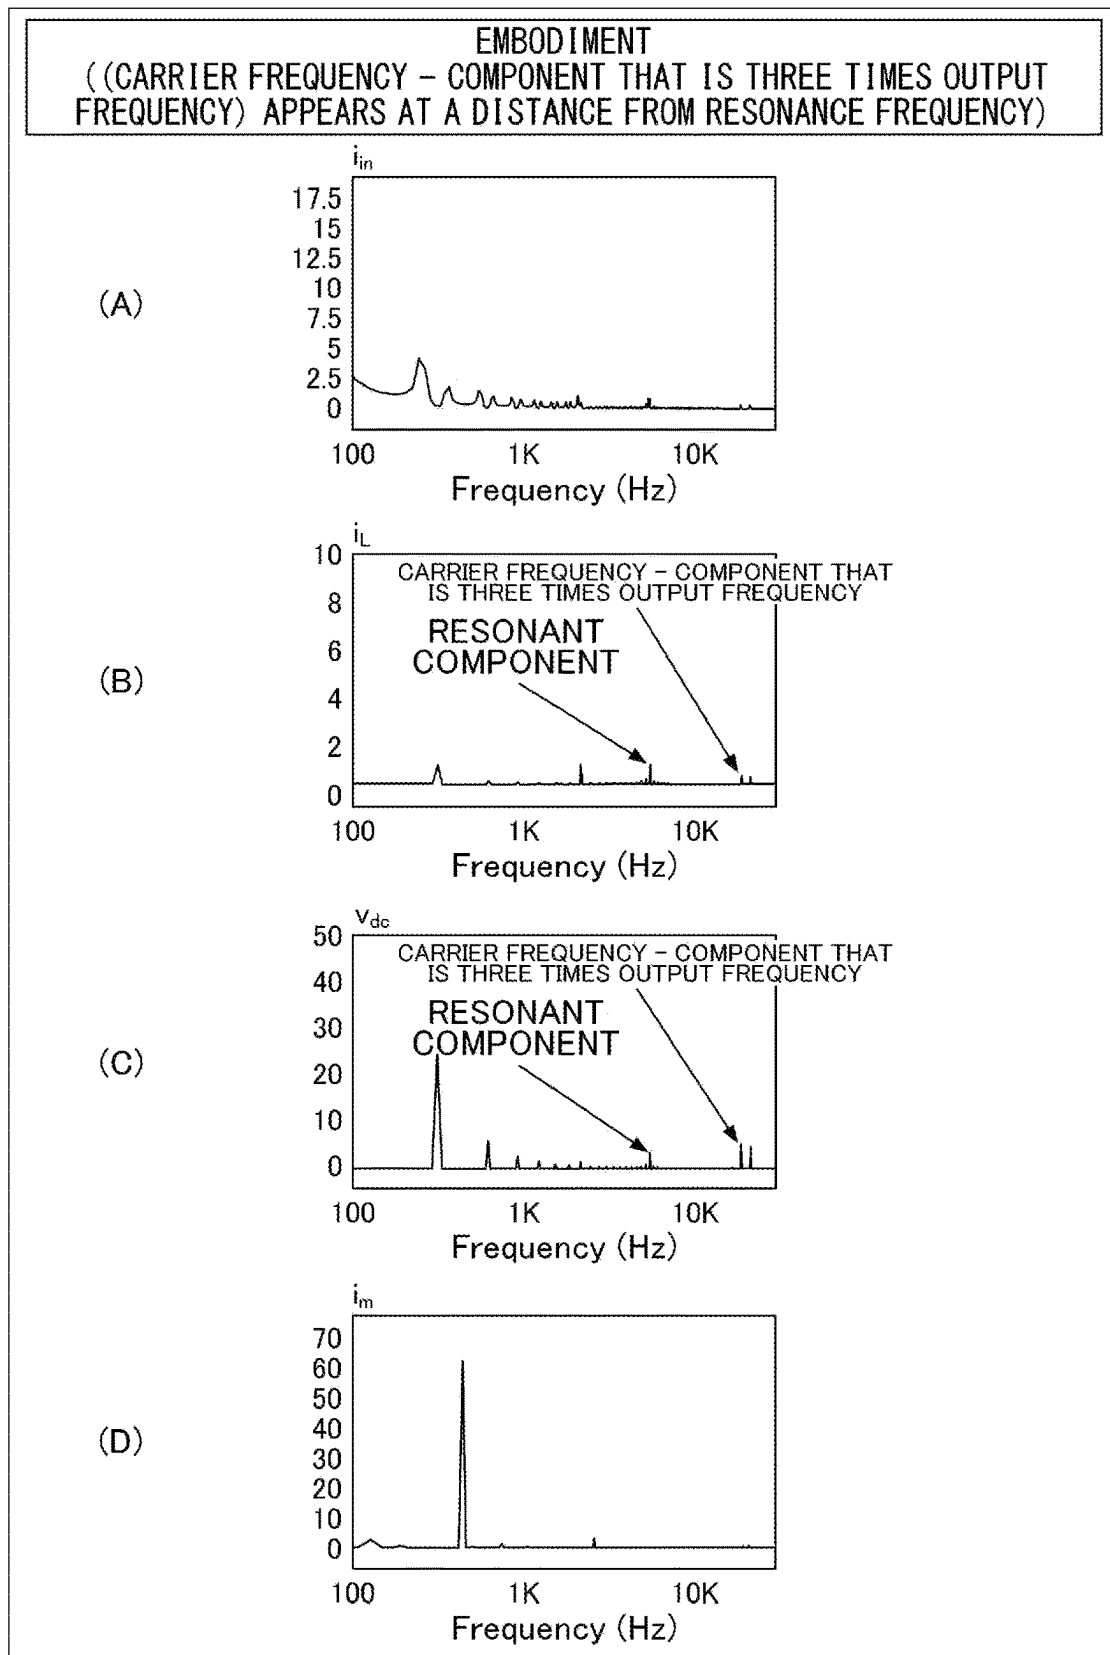 EMBODIMENT
((CARRIER FREQUENCY - COMPONENT THAT IS THREE TIMES OUTPUT
FREQUENCY) APPEARS AT A DISTANCE FROM RESONANCE FREQUENCY)
(A)
i_in
17.5
15
12.5
10
7.5
5
2.5
0
100 1K 10K
Frequency (Hz)
(B)
i_L
10
8
6
4
2
0
CARRIER FREQUENCY - COMPONENT THAT
IS THREE TIMES OUTPUT FREQUENCY
RESONANT
COMPONENT
100 1K 10K
Frequency (Hz)
(C)
v_dc
50
40
30
20
10
0
CARRIER FREQUENCY - COMPONENT THAT
IS THREE TIMES OUTPUT FREQUENCY
RESONANT
COMPONENT
100 1K 10K
Frequency (Hz)
(D)
i_m
70
60
50
40
30
20
10
0
100 1K 10K
Frequency (Hz)